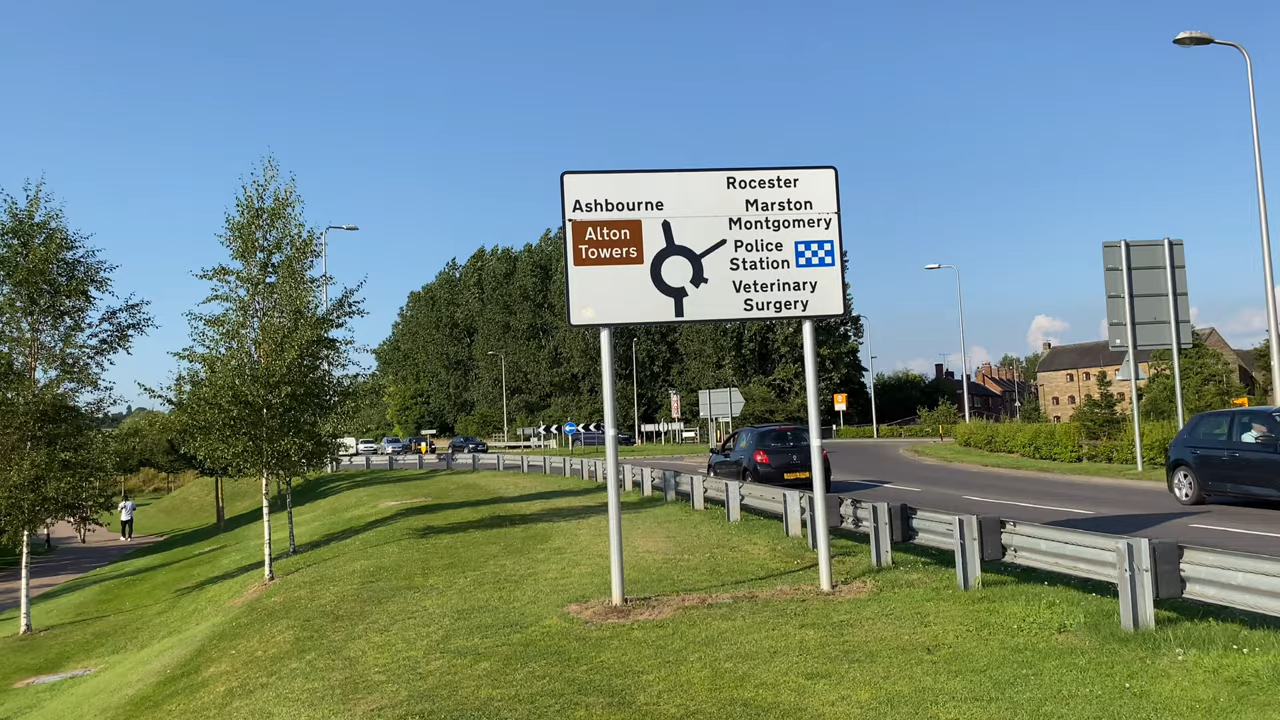 Ashbourne
Alton
Towers
Rocester
Marston
Montgomery
Police
Station
Veterinary
Surgery